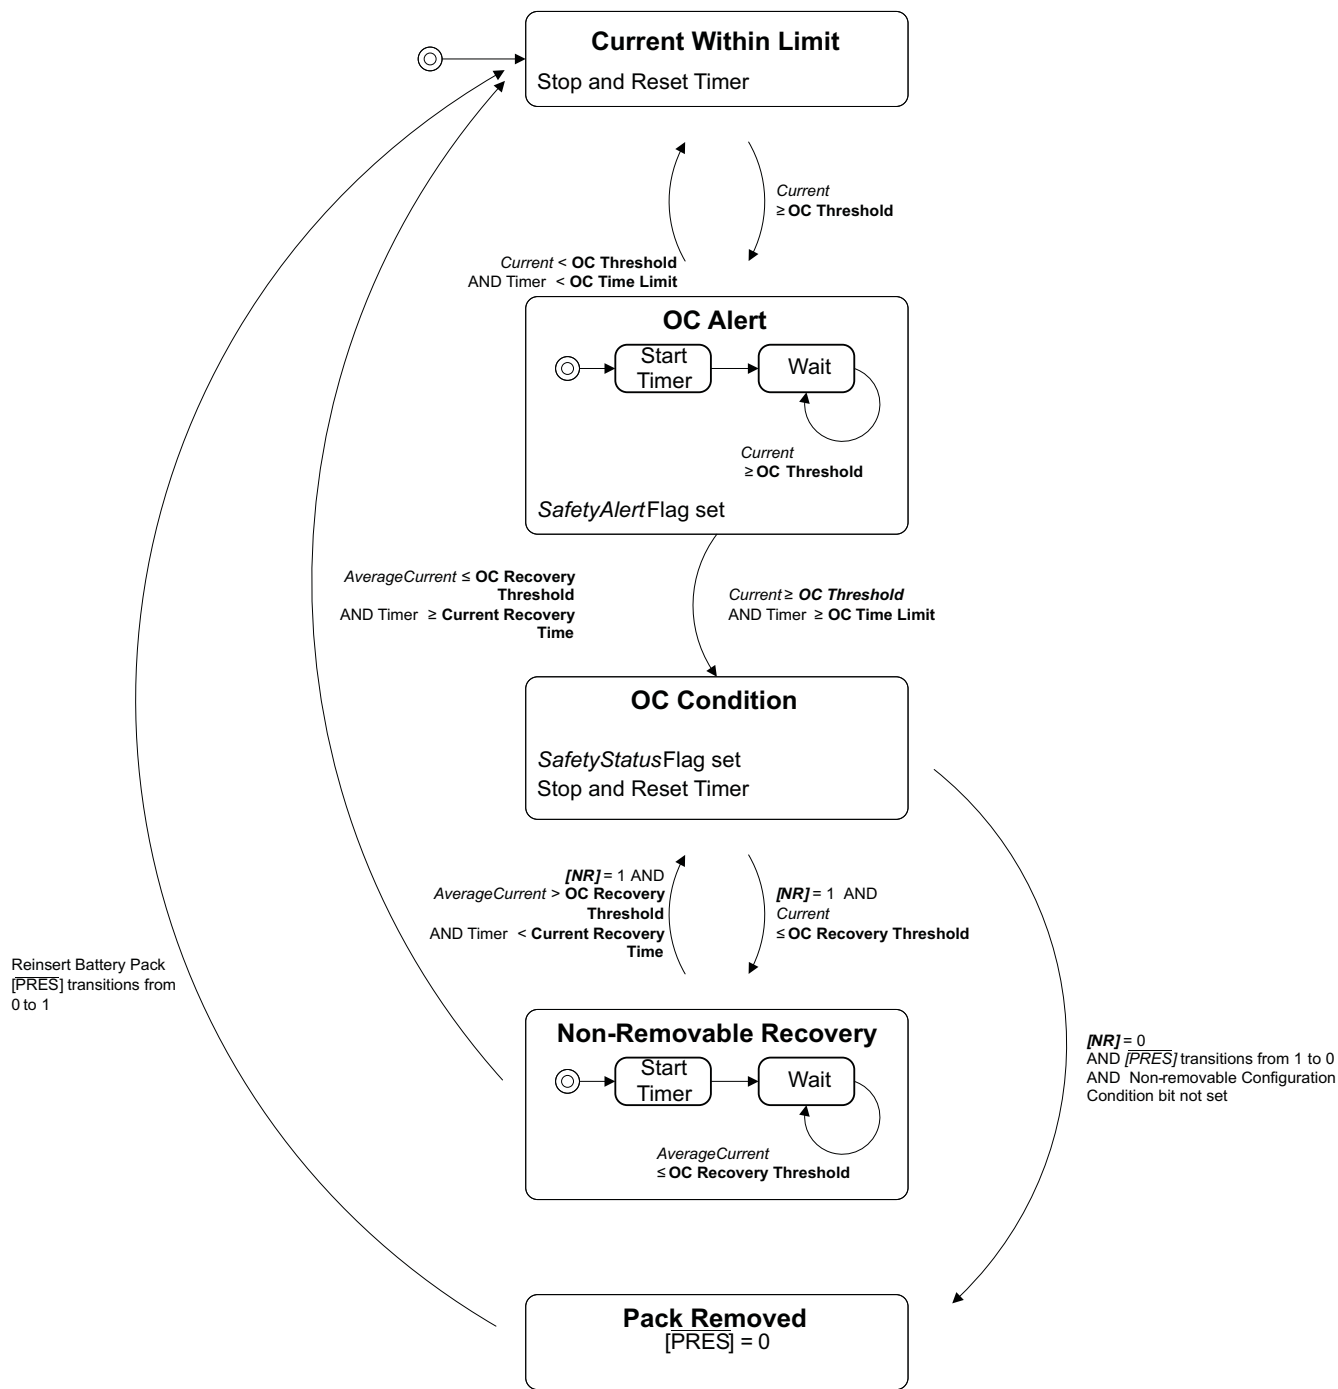 Current Within Limit
Stop and Reset Timer
Current
≥ OC Threshold
Current < OC Threshold
AND Timer < OC Time Limit
OC Alert
Start
Timer
Wait
Current
≥ OC Threshold
SafetyAlert Flag set
AverageCurrent ≤ OC Recovery
Threshold
AND Timer ≥ Current Recovery
Time
Current ≥ OC Threshold
AND Timer ≥ OC Time Limit
OC Condition
SafetyStatus Flag set
Stop and Reset Timer
[NR] = 1 AND
AverageCurrent > OC Recovery
Threshold
AND Timer < Current Recovery
Time
[NR] = 1 AND
Current
≤ OC Recovery Threshold
Reinsert Battery Pack
[P̅R̅E̅S̅] transitions from
0 to 1
Non-Removable Recovery
Start
Timer
Wait
AverageCurrent
≤ OC Recovery Threshold
[NR] = 0
AND [P̅R̅E̅S̅] transitions from 1 to 0
AND Non-removable Configuration
Condition bit not set
Pack Removed
[P̅R̅E̅S̅] = 0